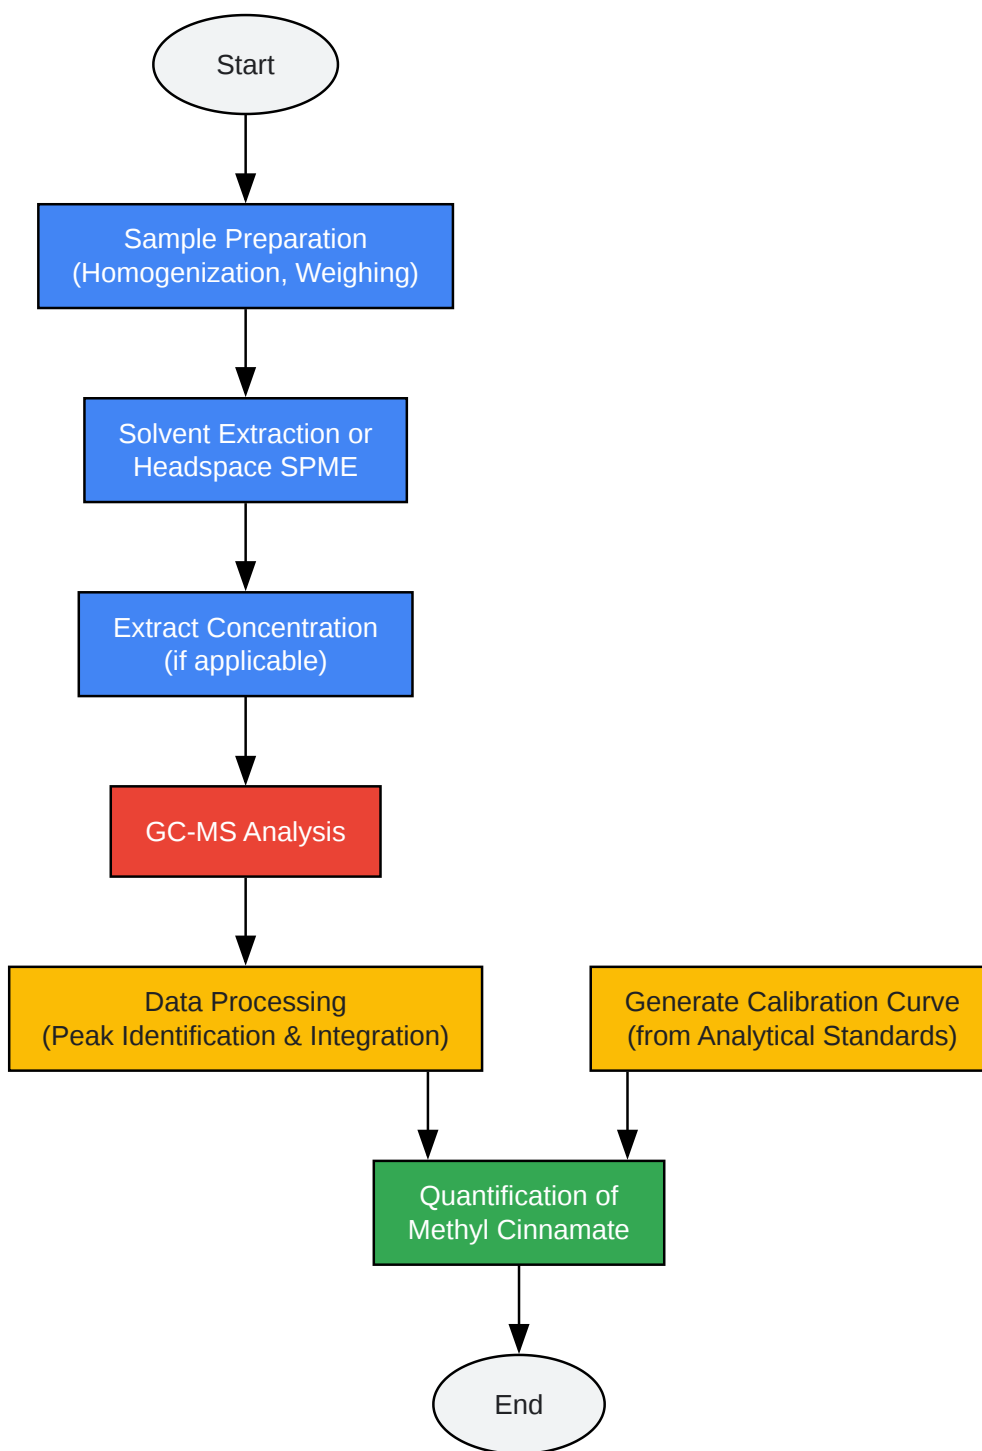 Start
Sample Preparation
(Homogenization, Weighing)
Solvent Extraction or
Headspace SPME
Extract Concentration
(if applicable)
GC-MS Analysis
Data Processing
(Peak Identification & Integration)
Generate Calibration Curve
(from Analytical Standards)
Quantification of
Methyl Cinnamate
End